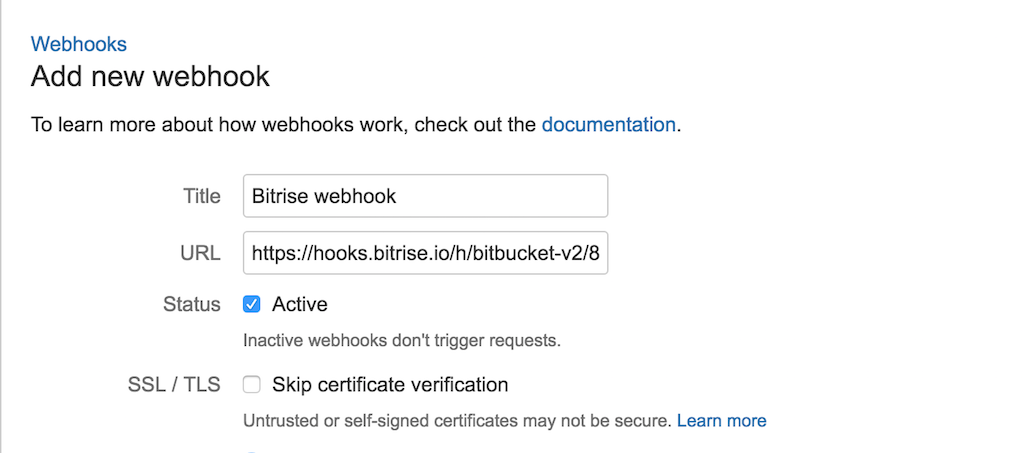 Webhooks
Add new webhook
To learn more about how webhooks work, check out the documentation.
Title Bitrise webhook
URL https://hooks.bitrise.io/h/bitbucket-v2/8
Status Active
Inactive webhooks don't trigger requests.
SSL / TLS Skip certificate verification
Untrusted or self-signed certificates may not be secure. Learn more